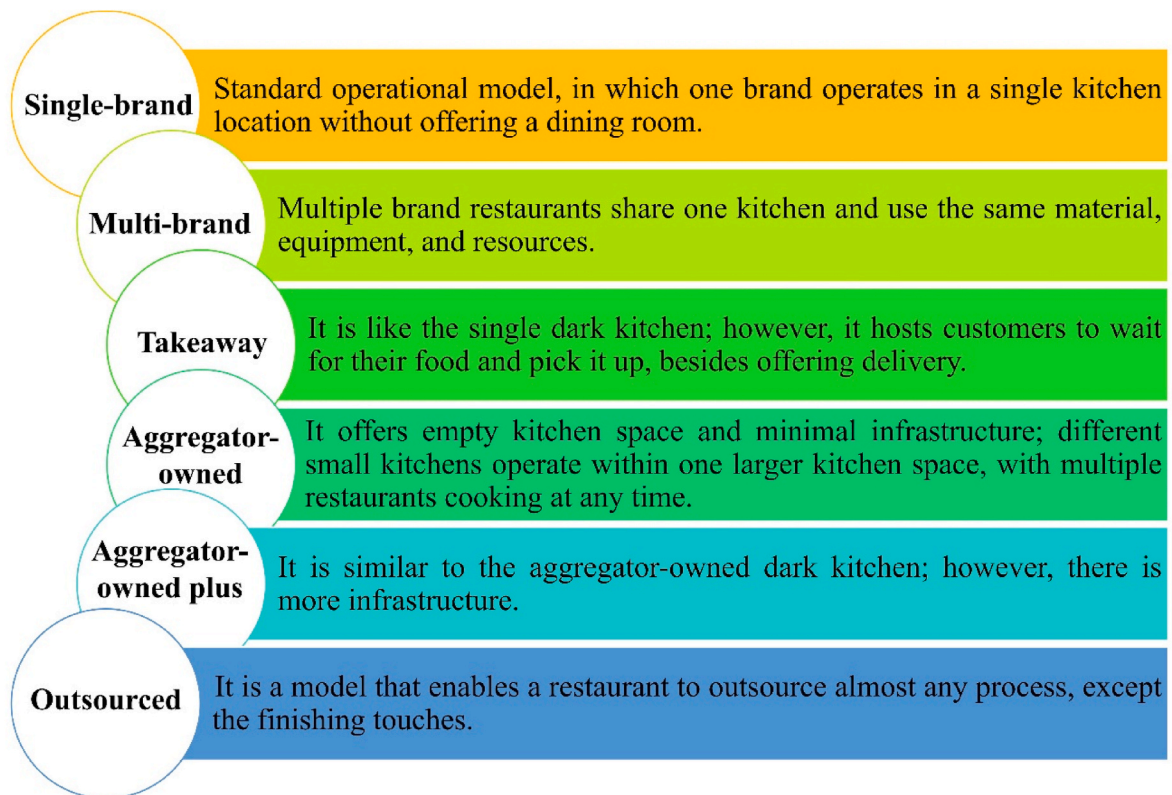 Single-brand
Standard operational model, in which one brand operates in a single kitchen
location without offering a dining room.
Multi-brand
Multiple brand restaurants share one kitchen and use the same material,
equipment, and resources.
Takeaway
It is like the single dark kitchen; however, it hosts customers to wait
for their food and pick it up, besides offering delivery.
Aggregator-
owned
It offers empty kitchen space and minimal infrastructure; different
small kitchens operate within one larger kitchen space, with multiple
restaurants cooking at any time.
Aggregator-
owned plus
It is similar to the aggregator-owned dark kitchen; however, there is
more infrastructure.
Outsourced
It is a model that enables a restaurant to outsource almost any process, except
the finishing touches.